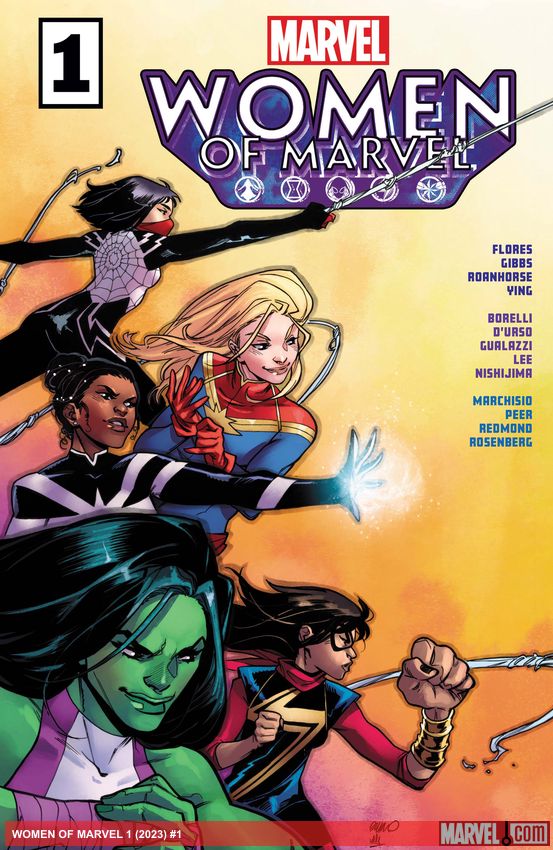 1
MARVEL
WOMEN
OF MARVEL
FLORES
GIBBS
ROANHORSE
YING
BORELLI
D'URSO
GUALAZZI
LEE
NISHIJIMA
MARCHISIO
PEER
REDMOND
ROSENBERG
WOMEN OF MARVEL 1 (2023) #1
MARVEL.com